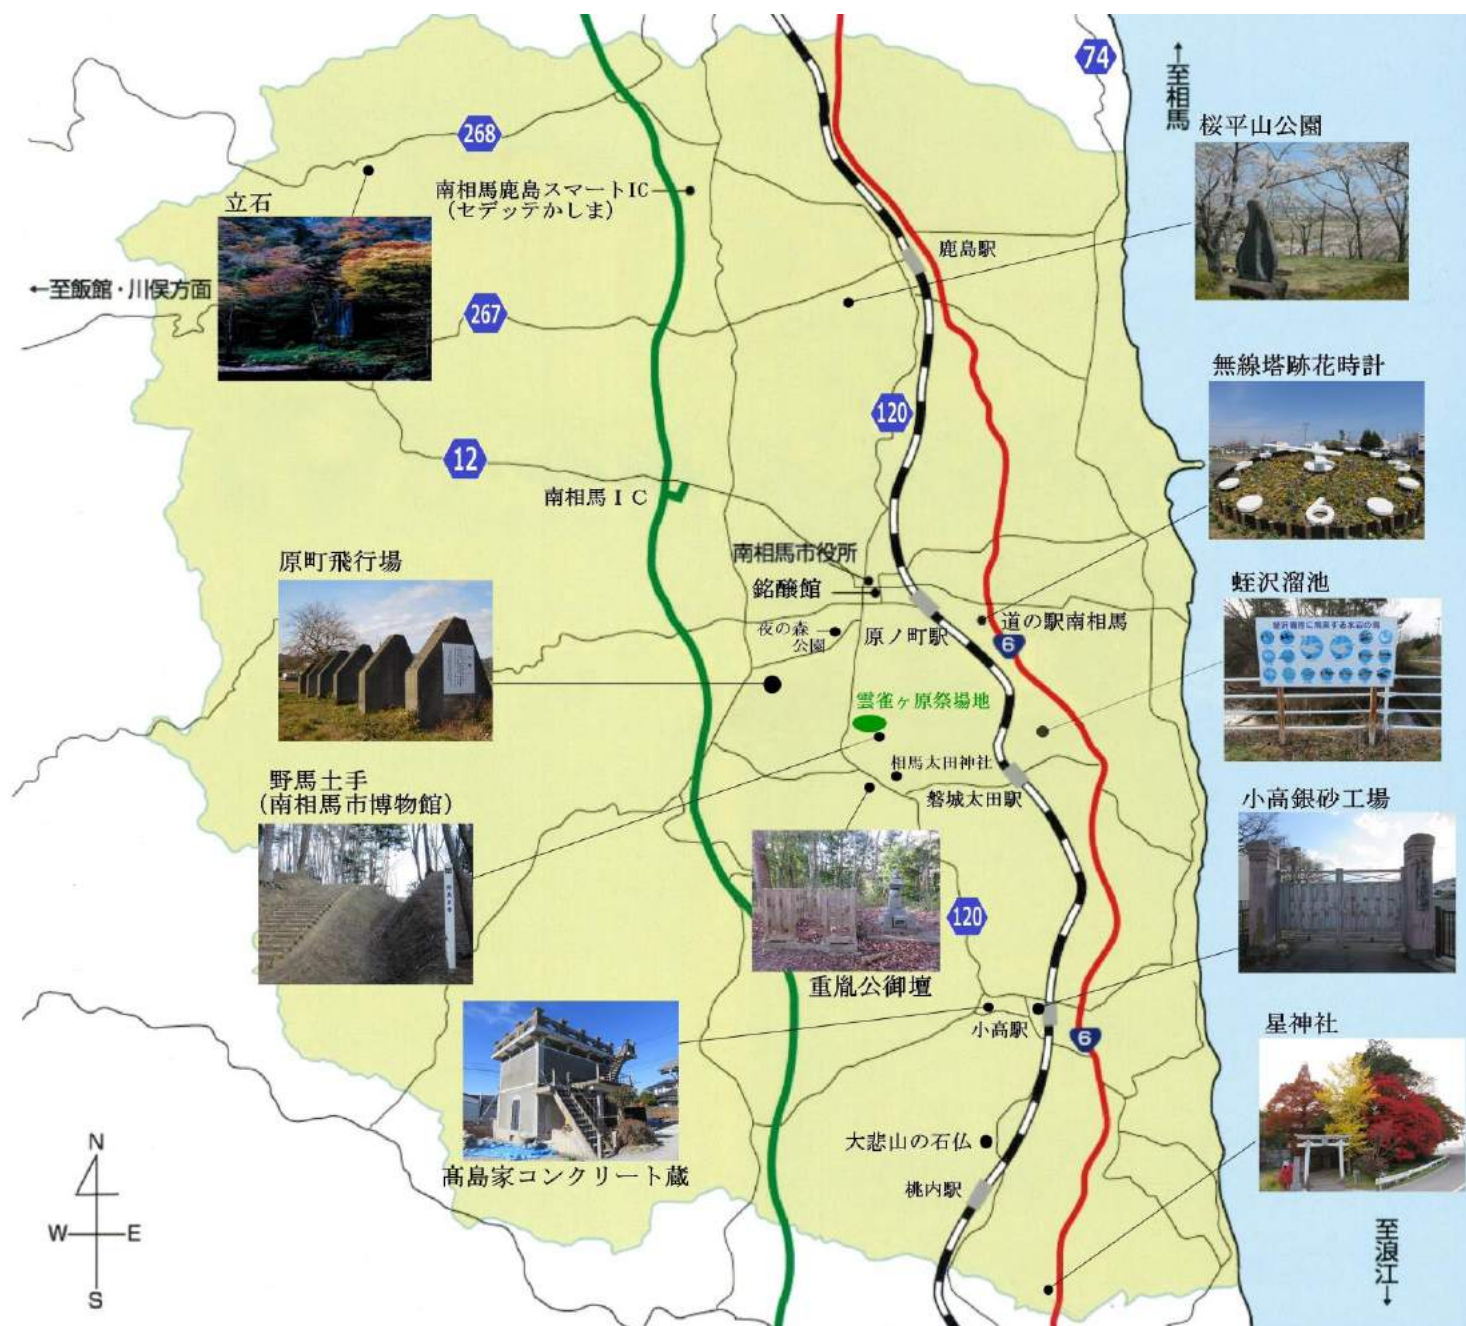 74
↑至相馬
桜平山公園
268
立石
南相馬鹿島スマートIC
(セデッテかしま)
鹿島駅
←至飯館・川俣方面
267
無線塔跡花時計
120
12
南相馬IC
6
原町飛行場
南相馬市役所
銘醸館
蛭沢溜池
夜の森
公園
原ノ町駅
道の駅南相馬
6
雲雀ヶ原祭場地
野馬土手
(南相馬市博物館)
相馬太田神社
磐城太田駅
小高銀砂工場
120
重胤公御壇
小高駅
6
星神社
大悲山の石仏
髙島家コンクリート蔵
桃内駅
N
W
E
S
至浪江→